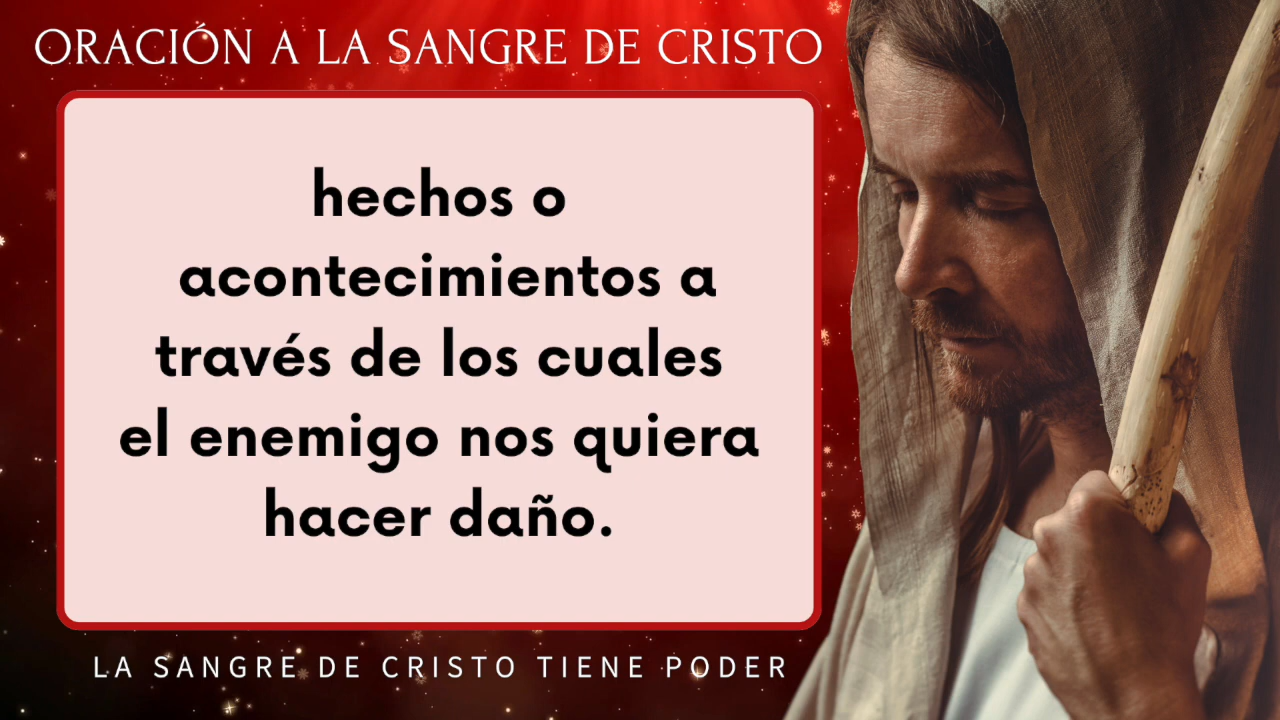 ORACIÓN A LA SANGRE DE CRISTO
hechos o
acontecimientos a
través de los cuales
el enemigo nos quiera
hacer daño.
LA SANGRE DE CRISTO TIENE PODER